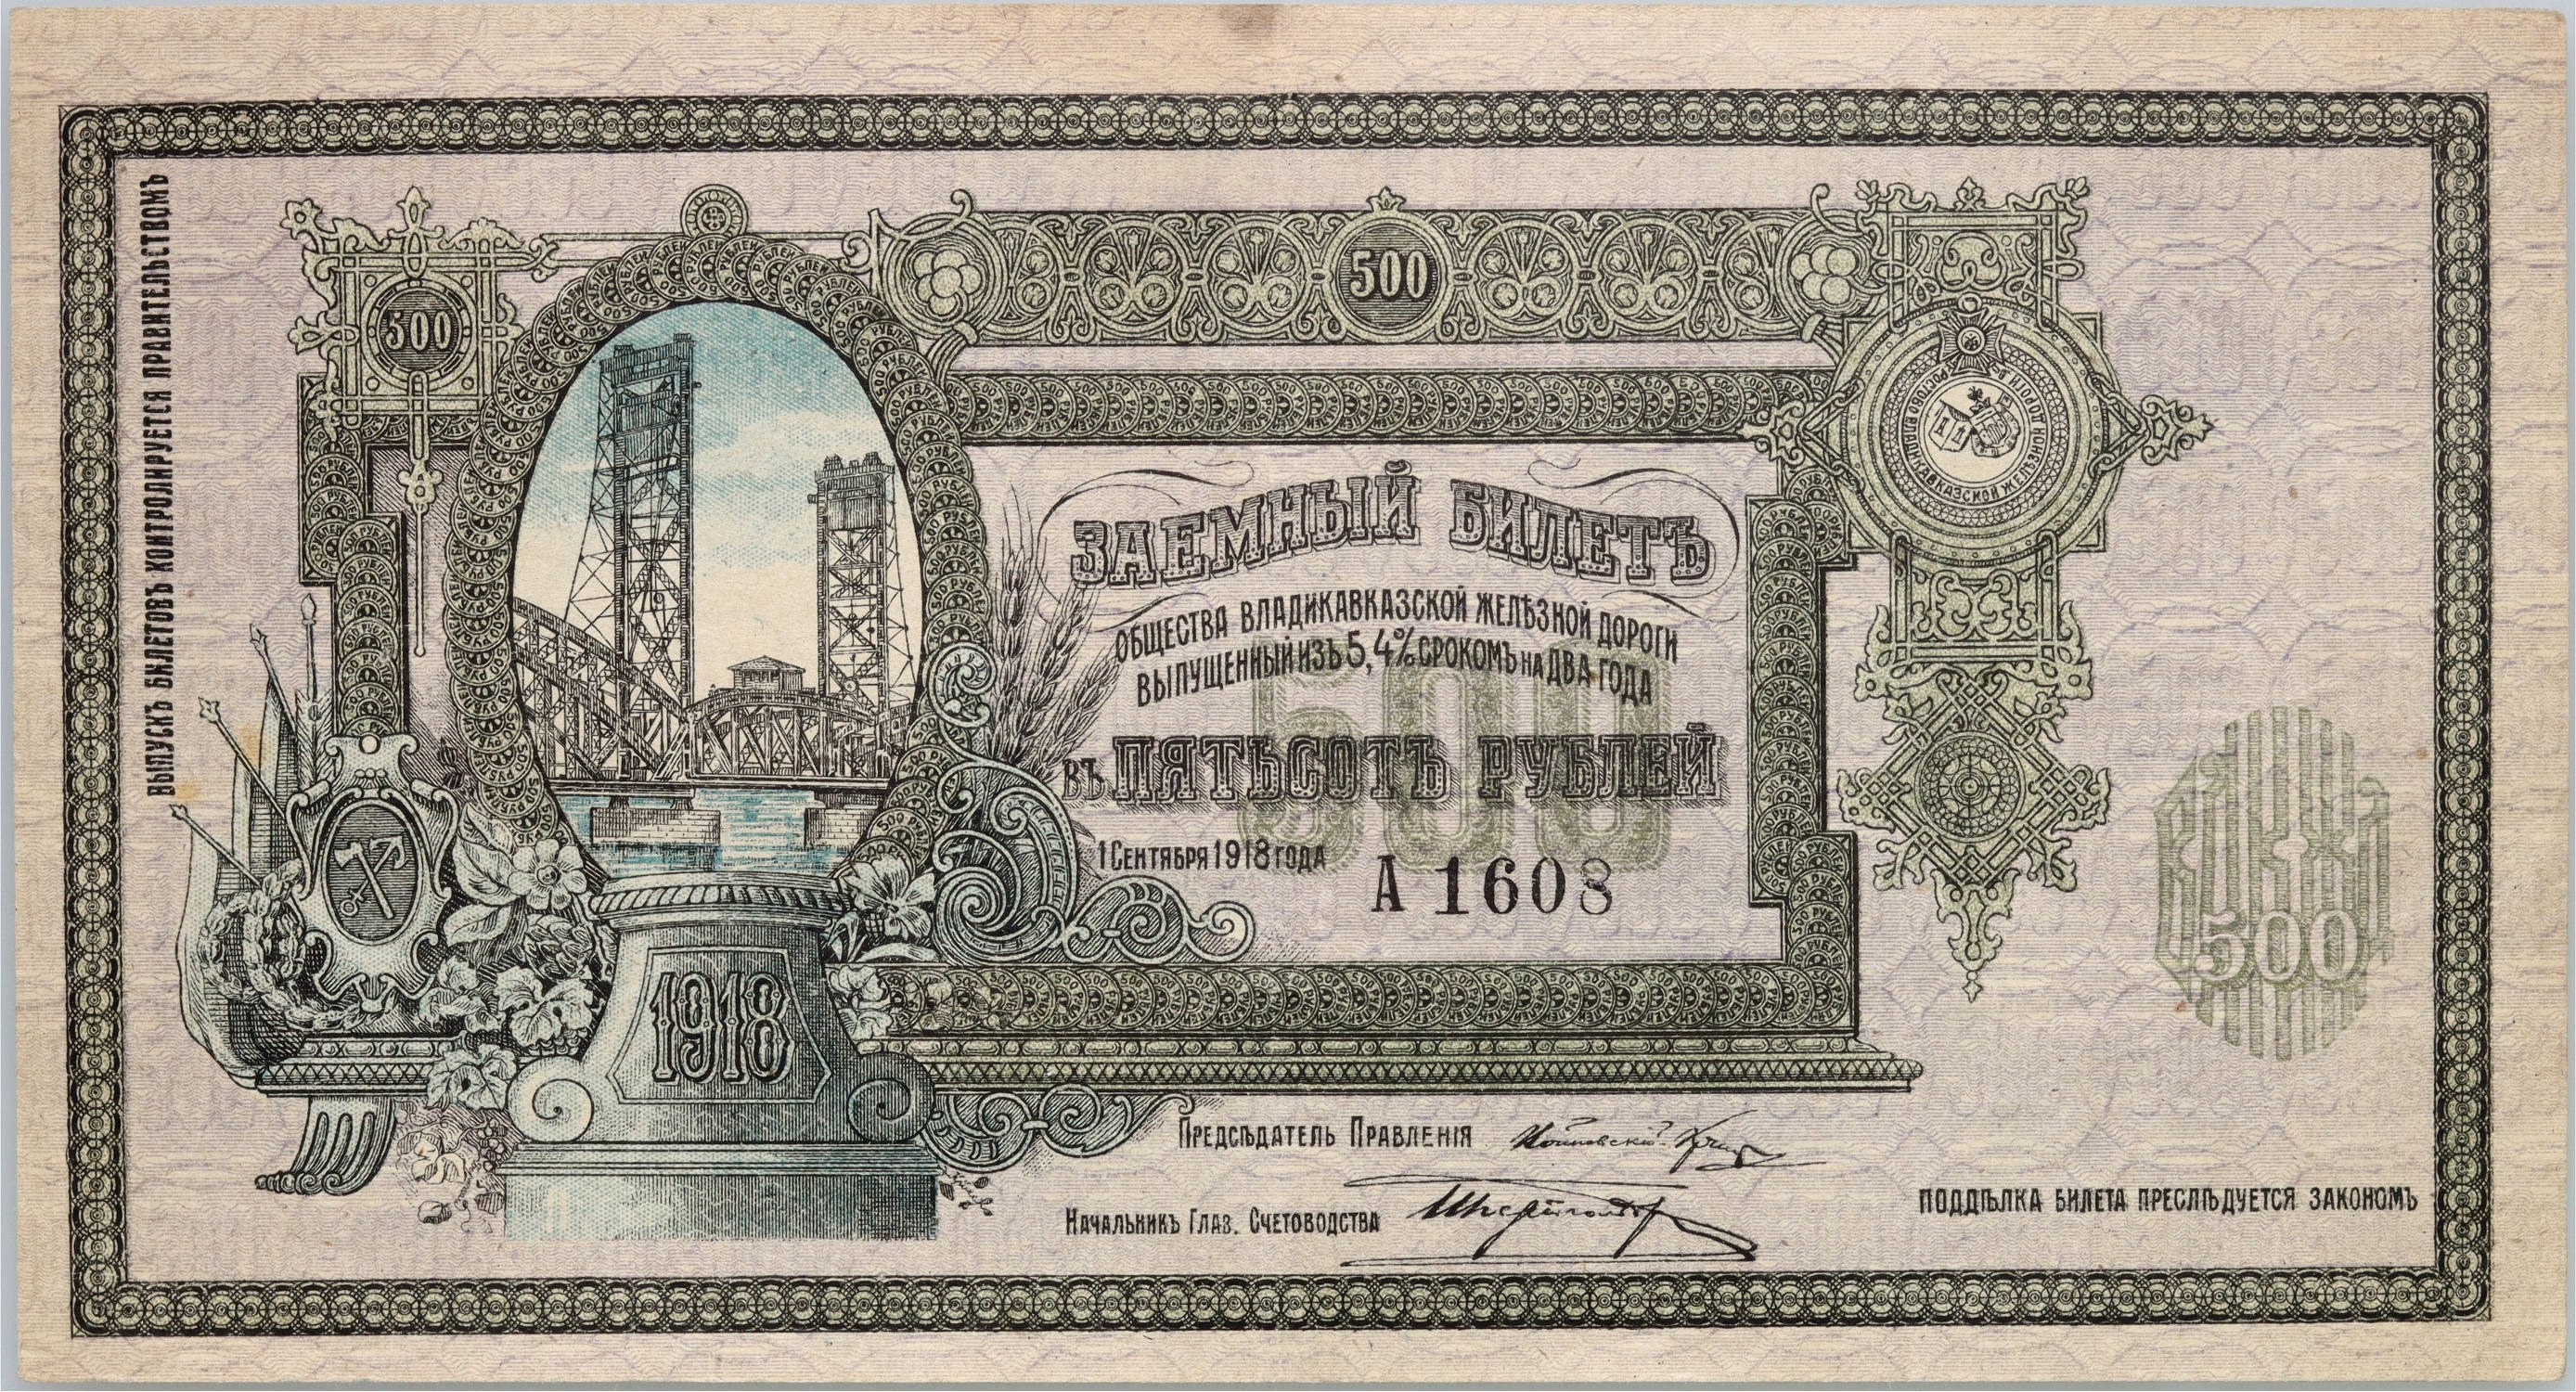 ВЫПУСКЪ БИЛЕТОВЪ КОНТРОЛИРУЕТСЯ ПРАВИТЕЛЬСТВОМЪ
500
500
ЗАЕМНЫЙ БИЛЕТЪ
ОБЩЕСТВА ВЛАДИКАВКАЗСКОЙ ЖЕЛѢЗНОЙ ДОРОГИ
ВЫПУЩЕННЫЙ ИЗЪ 5,4% СРОКОМЪ НА ДВА ГОДА
500
ВЪ ПЯТЬСОТЪ РУБЛЕЙ
1 СЕНТЯБРЯ 1918 ГОДА
А 1608
1918
500
ПРЕДСѢДАТЕЛЬ ПРАВЛЕНІЯ
НАЧАЛЬНИКЪ ГЛАВ. СЧЕТОВОДСТВА
ПОДДѢЛКА БИЛЕТА ПРЕСЛѢДУЕТСЯ ЗАКОНОМЪ